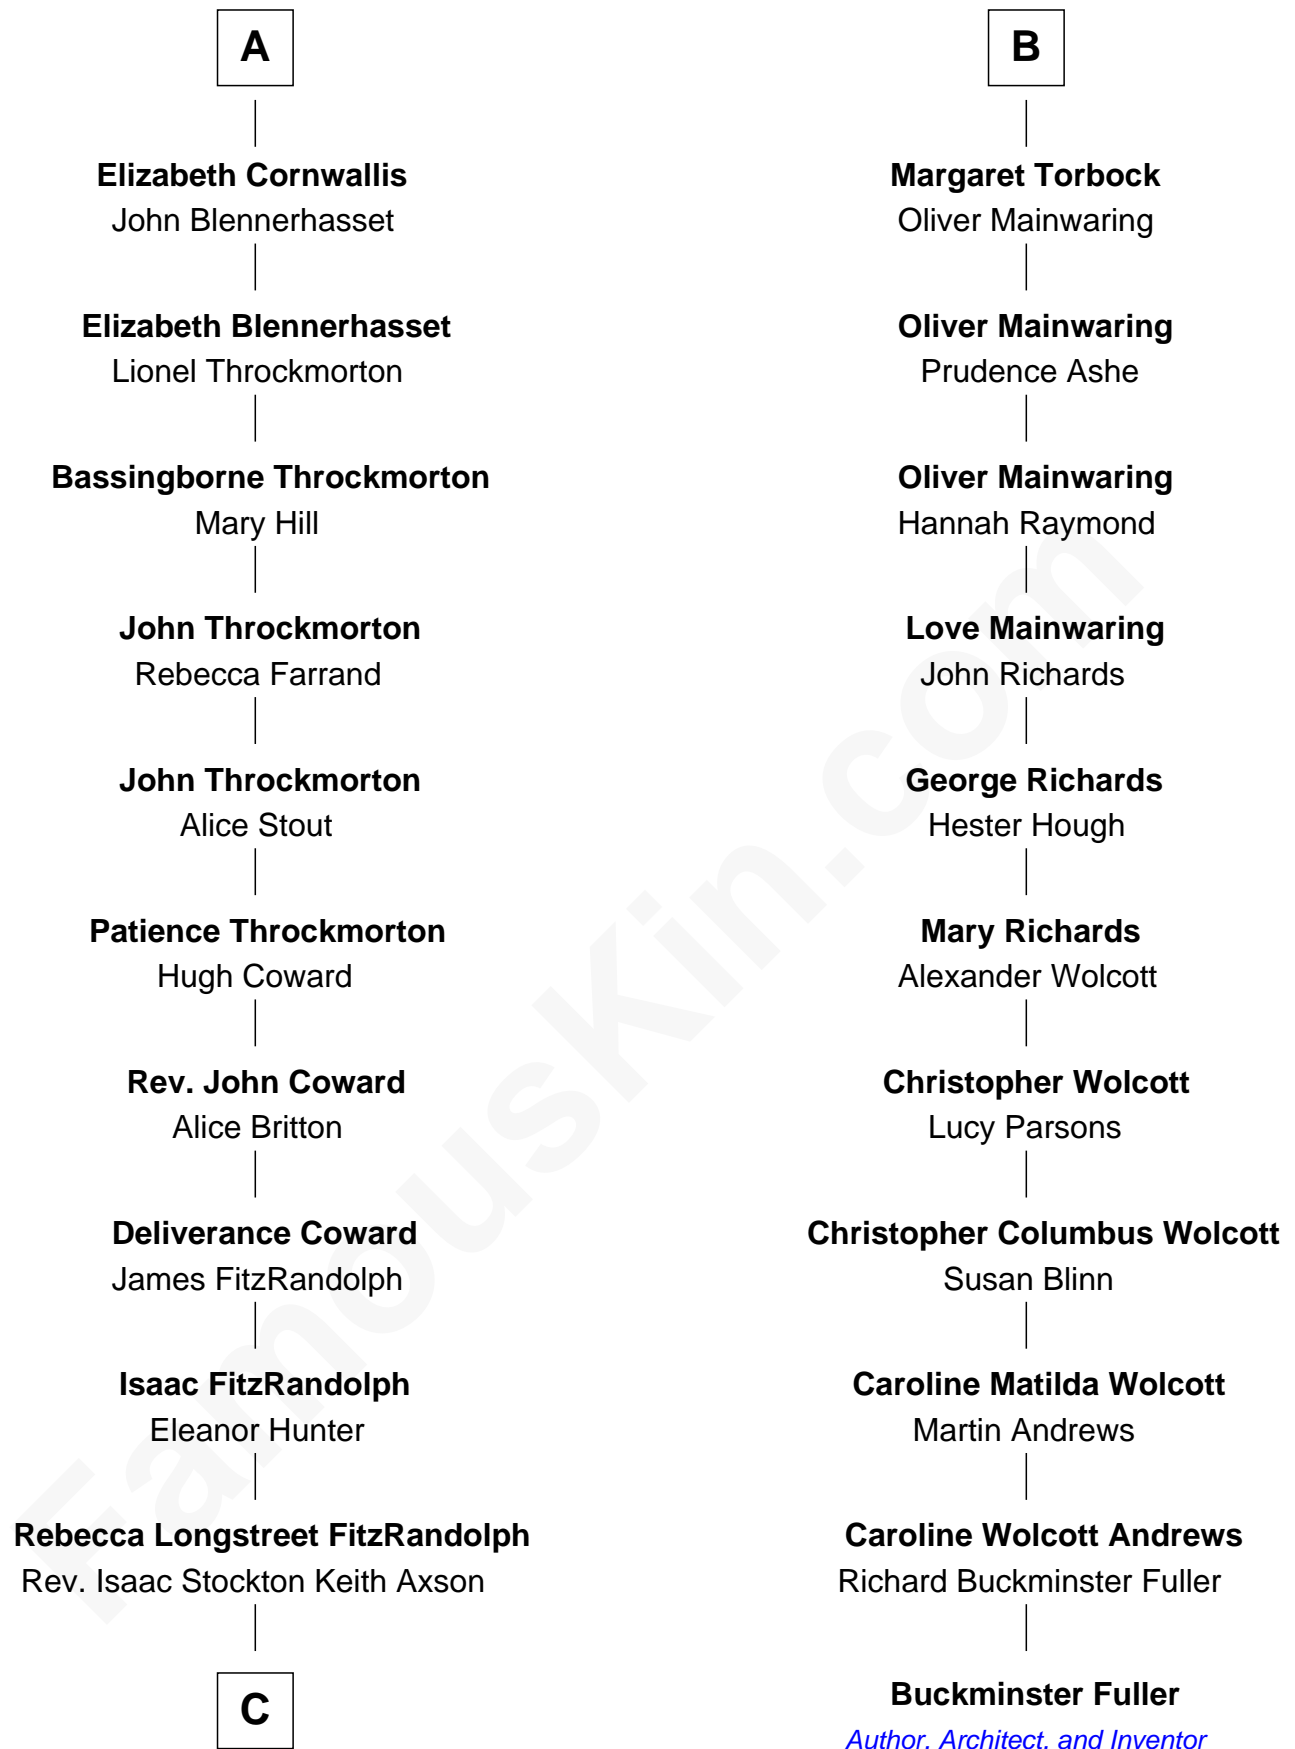 A
Elizabeth Cornwallis
John Blennerhasset
Elizabeth Blennerhasset
Lionel Throckmorton
Bassingborne Throckmorton
Mary Hill
John Throckmorton
Rebecca Farrand
John Throckmorton
Alice Stout
Patience Throckmorton
Hugh Coward
Rev. John Coward
Alice Britton
Deliverance Coward
James FitzRandolph
Isaac FitzRandolph
Eleanor Hunter
Rebecca Longstreet FitzRandolph
Rev. Isaac Stockton Keith Axson
C
B
Margaret Torbock
Oliver Mainwaring
Oliver Mainwaring
Prudence Ashe
Oliver Mainwaring
Hannah Raymond
Love Mainwaring
John Richards
George Richards
Hester Hough
Mary Richards
Alexander Wolcott
Christopher Wolcott
Lucy Parsons
Christopher Columbus Wolcott
Susan Blinn
Caroline Matilda Wolcott
Martin Andrews
Caroline Wolcott Andrews
Richard Buckminster Fuller
Buckminster Fuller
Author, Architect, and Inventor
FamousKin.com